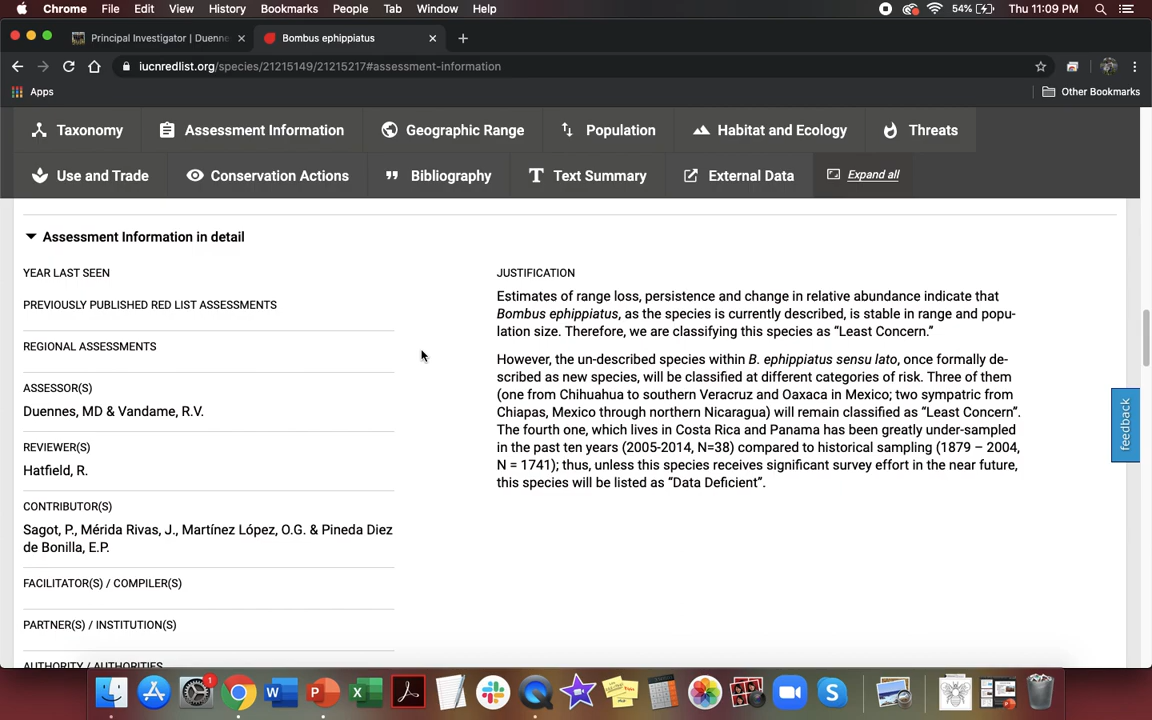 Chrome File Edit View History Bookmarks People Tab Window Help 54% Thu 11:09 PM
Principal Investigator | Duenne Bombus ephippiatus
iucnredlist.org/species/21215149/21215217#assessment-information
Apps Other Bookmarks
Taxonomy Assessment Information Geographic Range Population Habitat and Ecology Threats
Use and Trade Conservation Actions Bibliography Text Summary External Data Expand all
Assessment Information in detail
YEAR LAST SEEN
PREVIOUSLY PUBLISHED RED LIST ASSESSMENTS
REGIONAL ASSESSMENTS
ASSESSOR(S)
Duennes, MD & Vandame, R.V.
REVIEWER(S)
Hatfield, R.
CONTRIBUTOR(S)
Sagot, P., Mérida Rivas, J., Martínez López, O.G. & Pineda Diez
de Bonilla, E.P.
FACILITATOR(S) / COMPILER(S)
PARTNER(S) / INSTITUTION(S)
AUTHORITY / AUTHORITIES
JUSTIFICATION
Estimates of range loss, persistence and change in relative abundance indicate that
Bombus ephippiatus, as the species is currently described, is stable in range and popu-
lation size. Therefore, we are classifying this species as “Least Concern.”
However, the un-described species within B. ephippiatus sensu lato, once formally de-
scribed as new species, will be classified at different categories of risk. Three of them
(one from Chihuahua to southern Veracruz and Oaxaca in Mexico; two sympatric from
Chiapas, Mexico through northern Nicaragua) will remain classified as “Least Concern”.
The fourth one, which lives in Costa Rica and Panama has been greatly under-sampled
in the past ten years (2005-2014, N=38) compared to historical sampling (1879 – 2004,
N = 1741); thus, unless this species receives significant survey effort in the near future,
this species will be listed as “Data Deficient”.
feedback
1